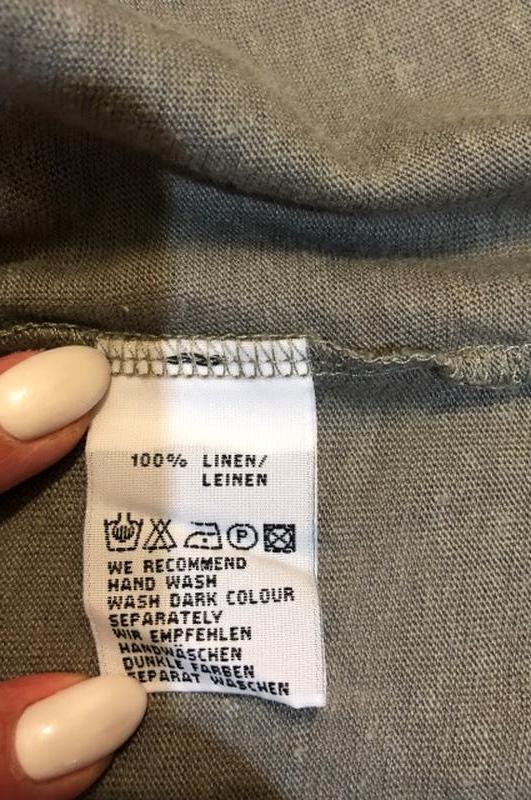 100% LINEN/
LEINEN
P
WE RECOMMEND
HAND WASH
WASH DARK COLOUR
SEPARATELY
WIR EMPFEHLEN
HANDWÄSCHEN
DUNKLE FARBEN
SEPARAT WASCHEN